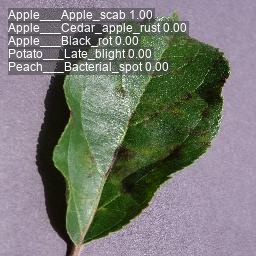 Apple___Apple_scab 1.00
Apple___Cedar_apple_rust 0.00
Apple___Black_rot 0.00
Potato___Late_blight 0.00
Peach___Bacterial_spot 0.00